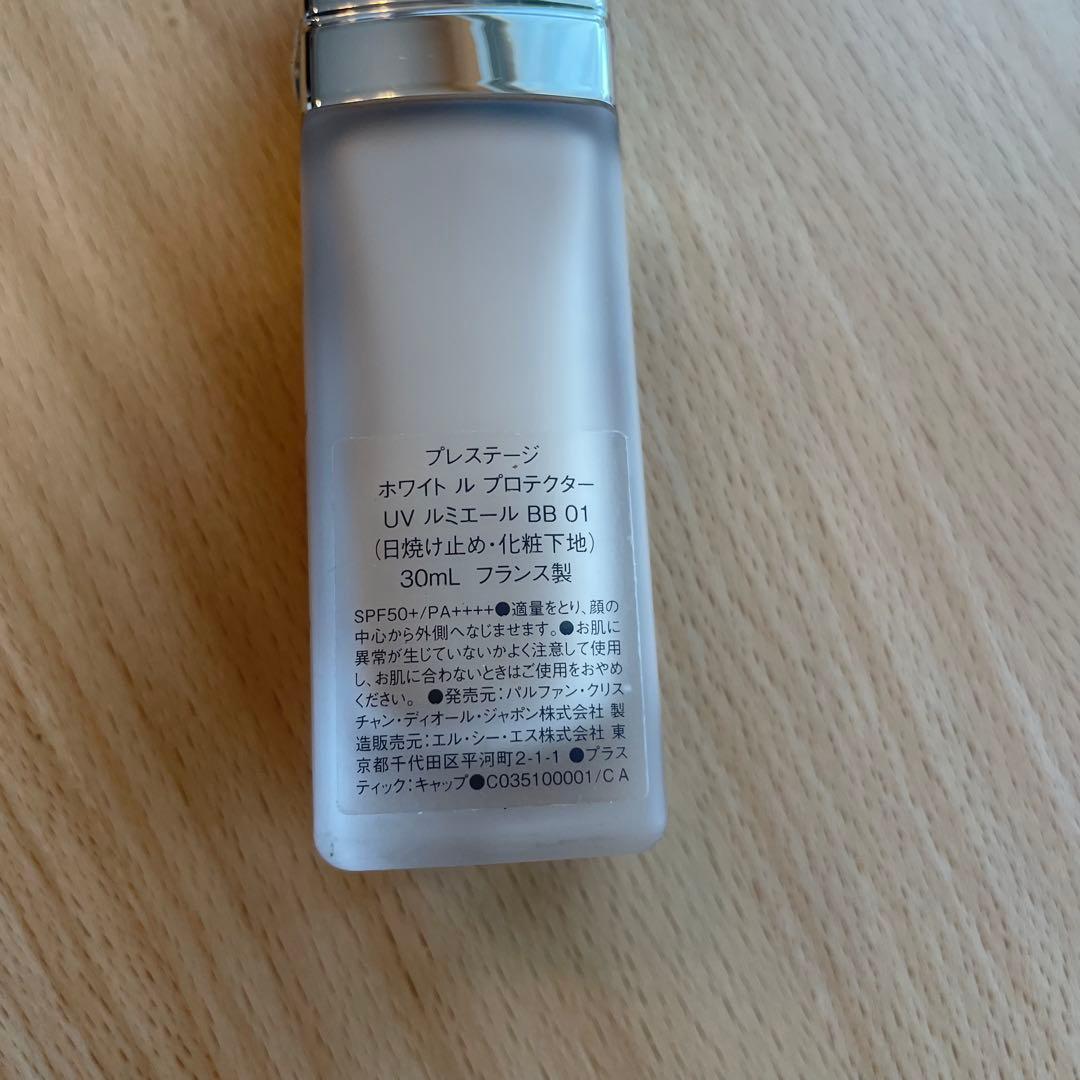 プレステージ
ホワイト ル プロテクター
UV ルミエール BB 01
(日焼け止め・化粧下地)
30mL フランス製
SPF50+/PA++++●適量をとり、顔の
中心から外側へなじませます。●お肌に
異常が生じていないかよく注意して使用
し、お肌に合わないときはご使用をおやめ
ください。 ●発売元:パルファン・クリス
チャン・ディオール・ジャポン株式会社 製
造販売元:エル・シー・エス株式会社 東
京都千代田区平河町2-1-1 ●プラス
ティック:キャップ●C035100001/CA